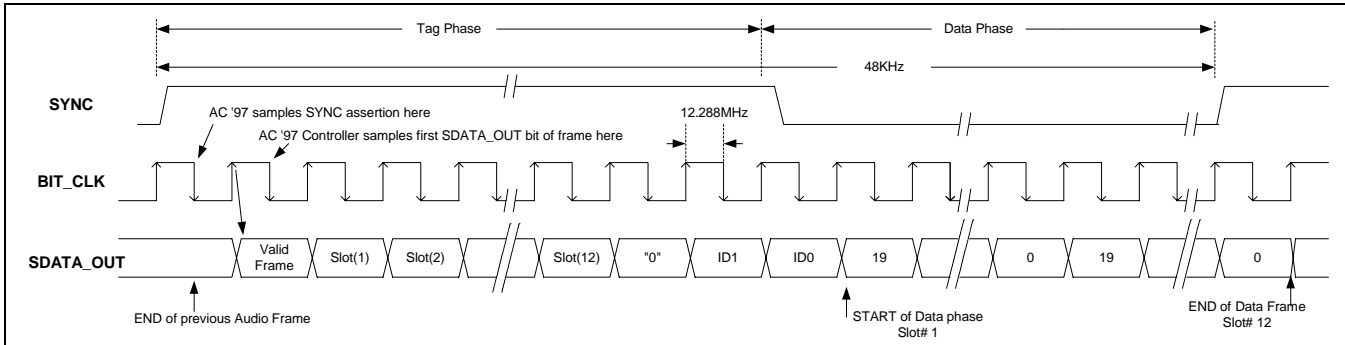 Tag Phase
Data Phase
48KHz
SYNC
AC '97 samples SYNC assertion here
12.288MHz
AC '97 Controller samples first SDATA_OUT bit of frame here
BIT_CLK
SDATA_OUT
Valid
Frame
Slot(1)
Slot(2)
Slot(12)
"0"
ID1
ID0
19
0
19
0
END of previous Audio Frame
START of Data phase
Slot# 1
END of Data Frame
Slot# 12